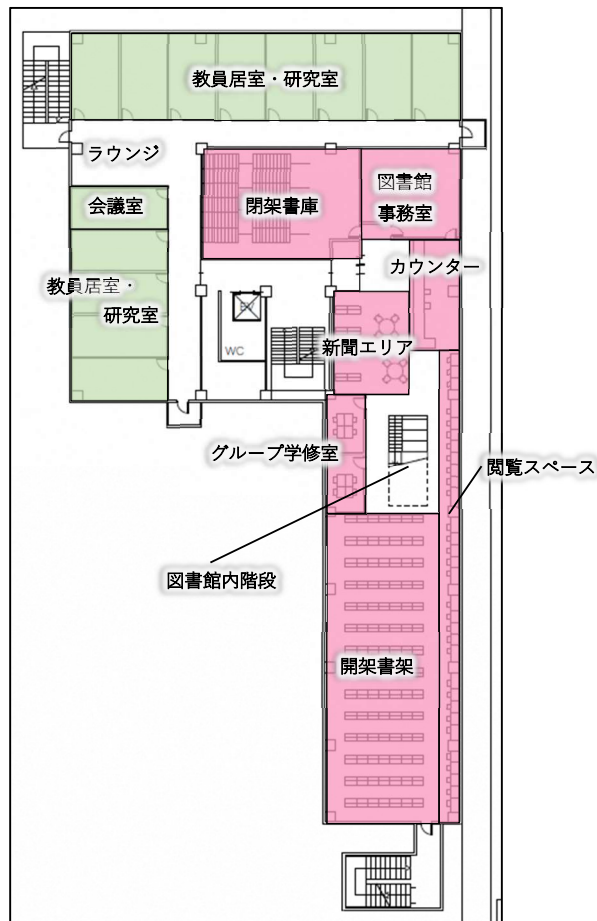 教員居室・研究室
ラウンジ
図書館
事務室
閉架書庫
会議室
カウンター
教員居室・
研究室
EV
新聞エリア
WC
グループ学修室
閲覧スペース
図書館内階段
開架書架